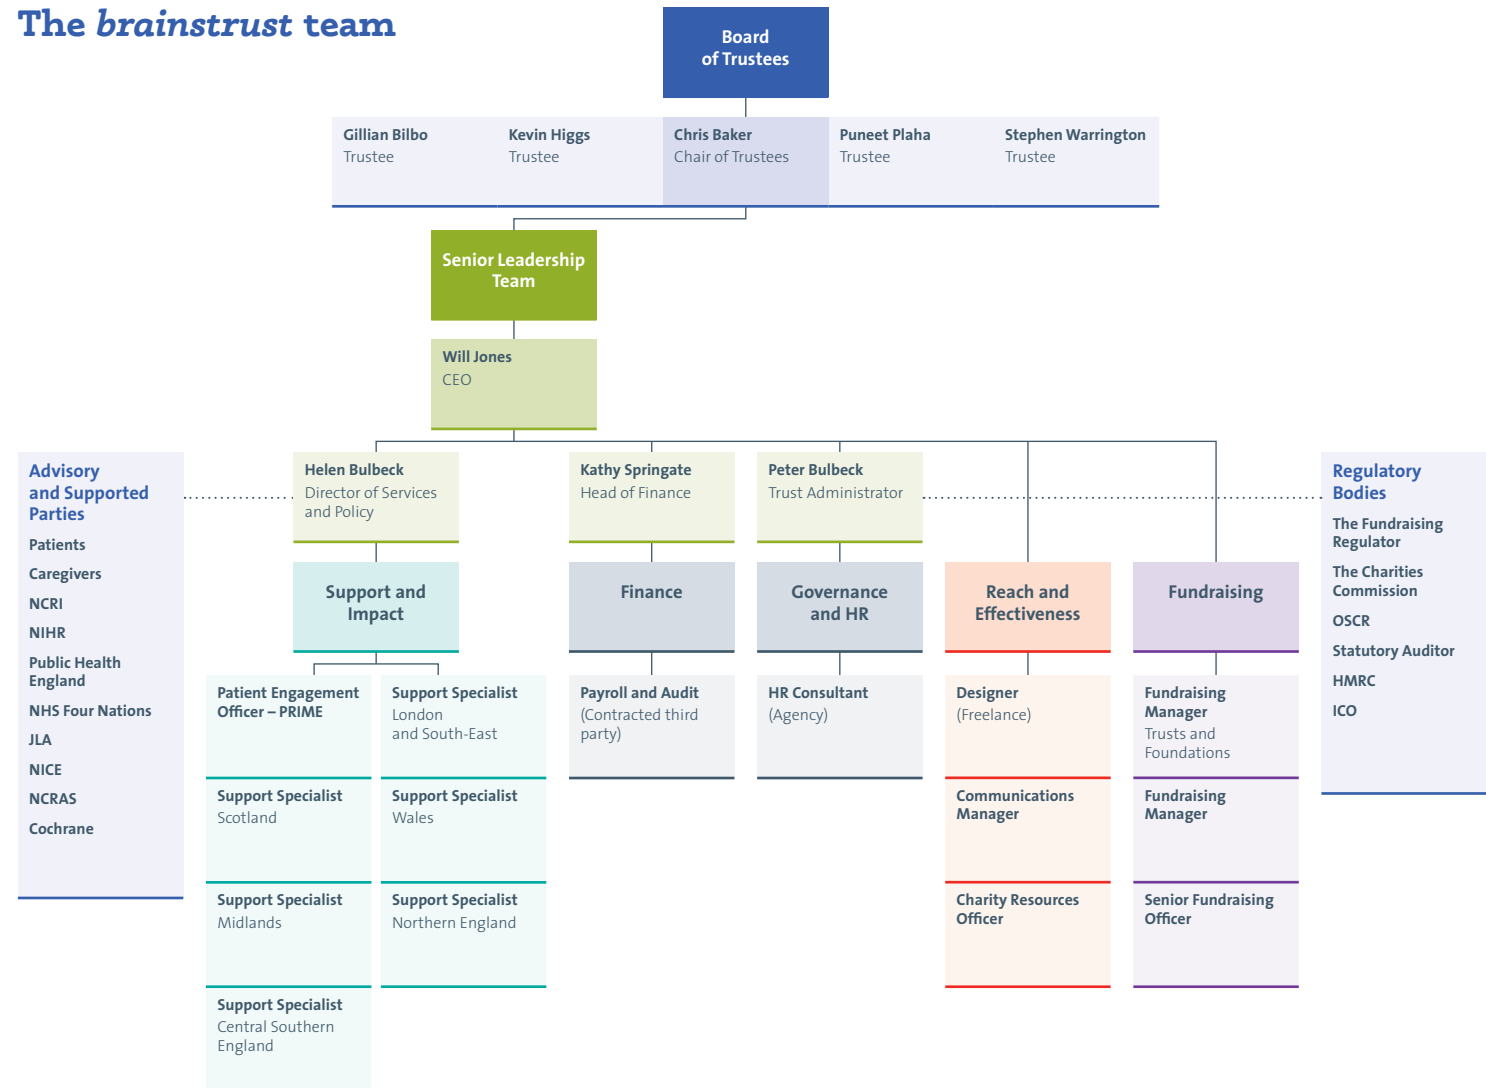 The brainstrust team
Board
of Trustees
Gillian Bilbo
Trustee
Kevin Higgs
Trustee
Chris Baker
Chair of Trustees
Puneet Plaha
Trustee
Stephen Warrington
Trustee
Senior Leadership
Team
Will Jones
CEO
Advisory
and Supported
Parties
Patients
Caregivers
NCRI
NIHR
Public Health
England
NHS Four Nations
JLA
NICE
NCRAS
Cochrane
Helen Bulbeck
Director of Services
and Policy
Kathy Springate
Head of Finance
Peter Bulbeck
Trust Administrator
Regulatory
Bodies
The Fundraising
Regulator
The Charities
Commission
OSCR
Statutory Auditor
HMRC
ICO
Support and
Impact
Finance
Governance
and HR
Reach and
Effectiveness
Fundraising
Patient Engagement
Officer – PRIME
Support Specialist
London
and South-East
Payroll and Audit
(Contracted third
party)
HR Consultant
(Agency)
Designer
(Freelance)
Fundraising
Manager
Trusts and
Foundations
Support Specialist
Scotland
Support Specialist
Wales
Communications
Manager
Fundraising
Manager
Support Specialist
Midlands
Support Specialist
Northern England
Charity Resources
Officer
Senior Fundraising
Officer
Support Specialist
Central Southern
England